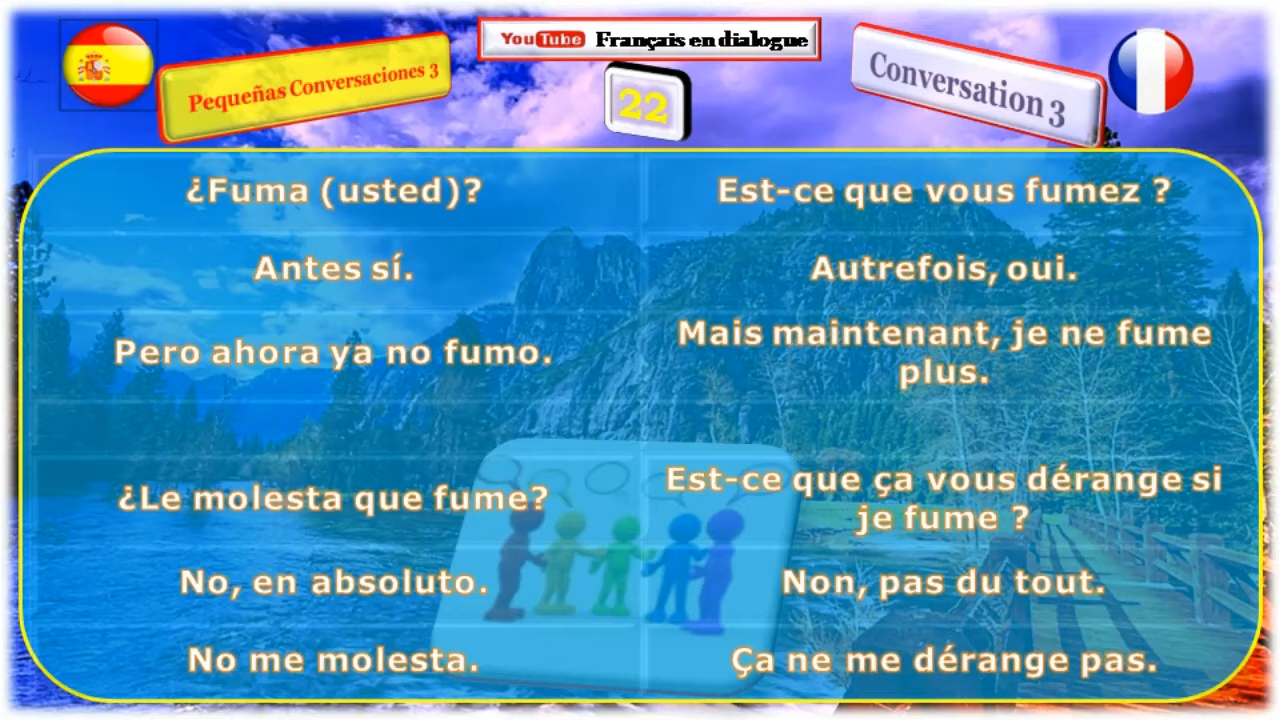 YouTube Français en dialogue
Pequeñas Conversaciones 3
22
Conversation 3
¿Fuma (usted)?
Est-ce que vous fumez ?
Antes sí.
Autrefois, oui.
Pero ahora ya no fumo.
Mais maintenant, je ne fume
plus.
¿Le molesta que fume?
Est-ce que ça vous dérange si
je fume ?
No, en absoluto.
Non, pas du tout.
No me molesta.
Ça ne me dérange pas.